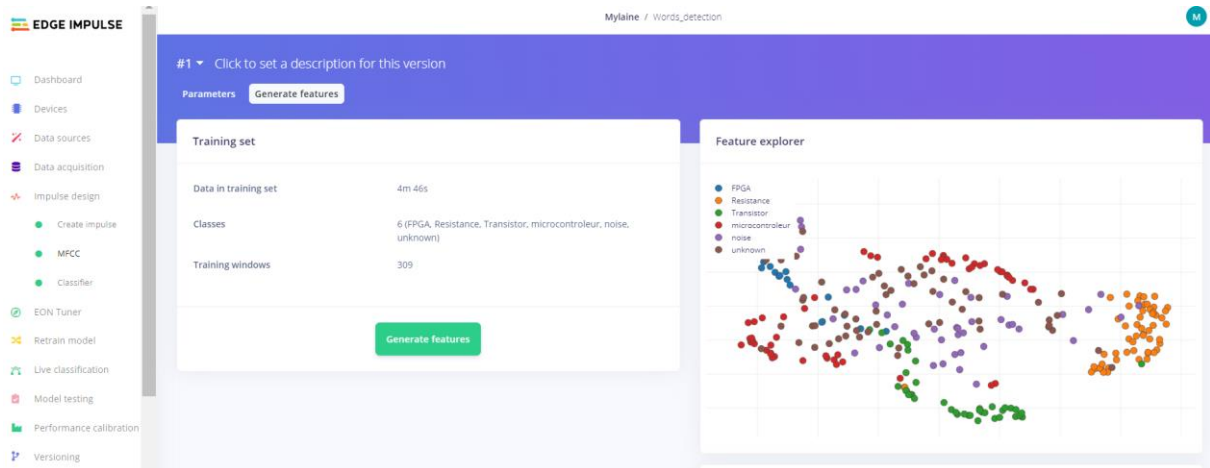 EDGE IMPULSE
Mylaine / Words_detection
M
Dashboard
Devices
Data sources
Data acquisition
Impulse design
Create impulse
MFCC
Classifier
EON Tuner
Retrain model
Live classification
Model testing
Performance calibration
Versioning
#1 Click to set a description for this version
Parameters Generate features
Training set
Data in training set 4m 46s
Classes 6 (FPGA, Resistance, Transistor, microcontroleur, noise,
unknown)
Training windows 309
Generate features
Feature explorer
FPGA
Resistance
Transistor
microcontroleur
noise
unknown